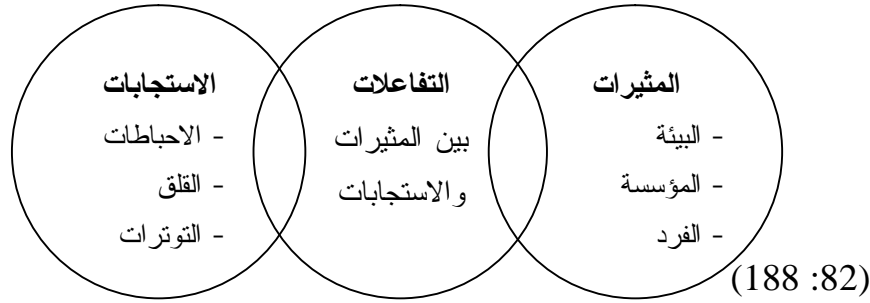 المثيرات
- البيئة
- المؤسسة
- الفرد
التفاعلات
بين المثيرات
والاستجابات
الاستجابات
- الاحباطات
- القلق
- التوترات
(188 :82)